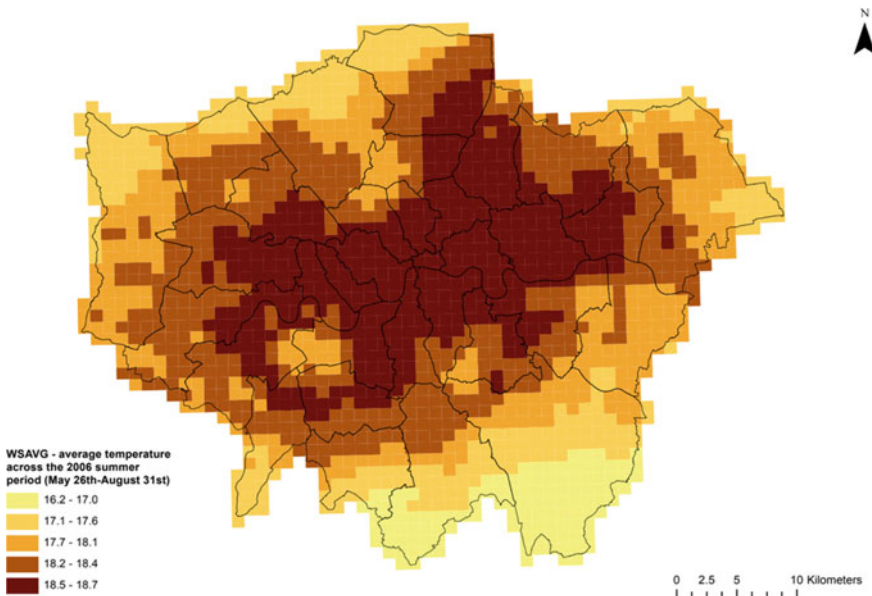 N
WSAVG - average temperature
across the 2006 summer
period (May 26th-August 31st)
16.2 - 17.0
17.1 - 17.6
17.7 - 18.1
18.2 - 18.4
18.5 - 18.7
0 2.5 5 10 Kilometers